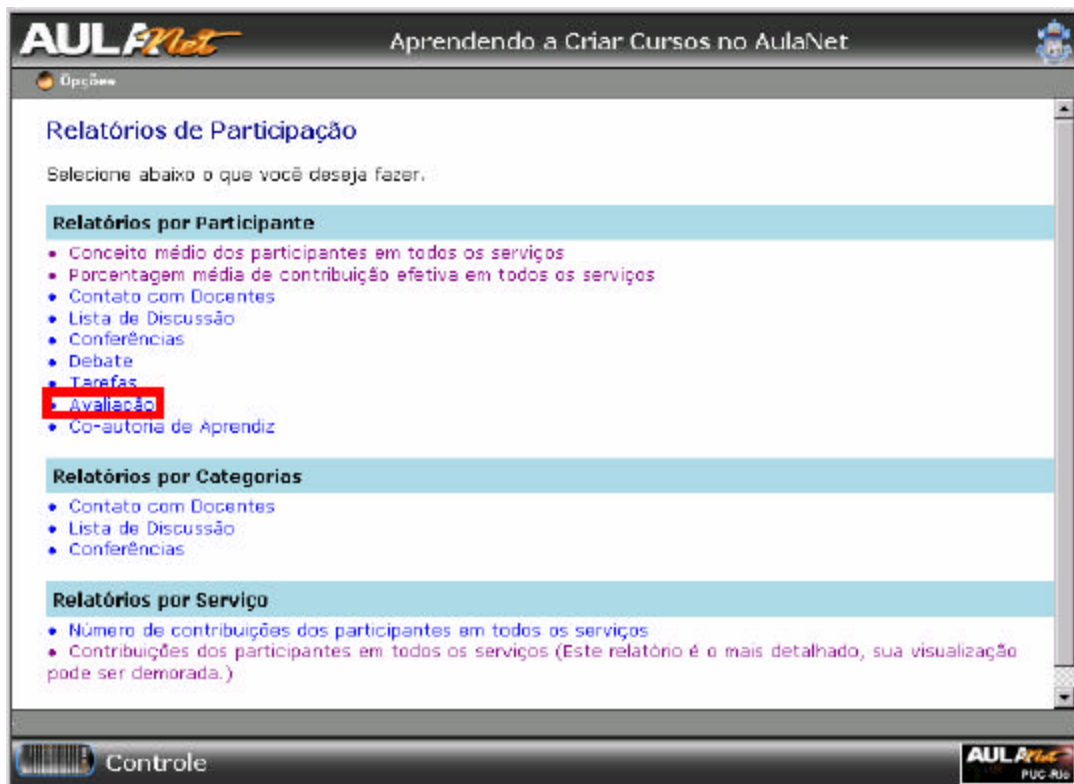 AULANet
Aprendendo a Criar Cursos no AulaNet
Opções
Relatórios de Participação
Selecione abaixo o que você deseja fazer.
Relatórios por Participante
• Conceito médio dos participantes em todos os serviços
• Porcentagem média de contribuição efetiva em todos os serviços
• Contato com Docentes
• Lista de Discussão
• Conferências
• Debate
• Tarefas
• Avaliação
• Co-autoria de Aprendiz
Relatórios por Categorias
• Contato com Docentes
• Lista de Discussão
• Conferências
Relatórios por Serviço
• Número de contribuições dos participantes em todos os serviços
• Contribuições dos participantes em todos os serviços (Este relatório é o mais detalhado, sua visualização
pode ser demorada.)
Controle
AULANet
PUC-Rio